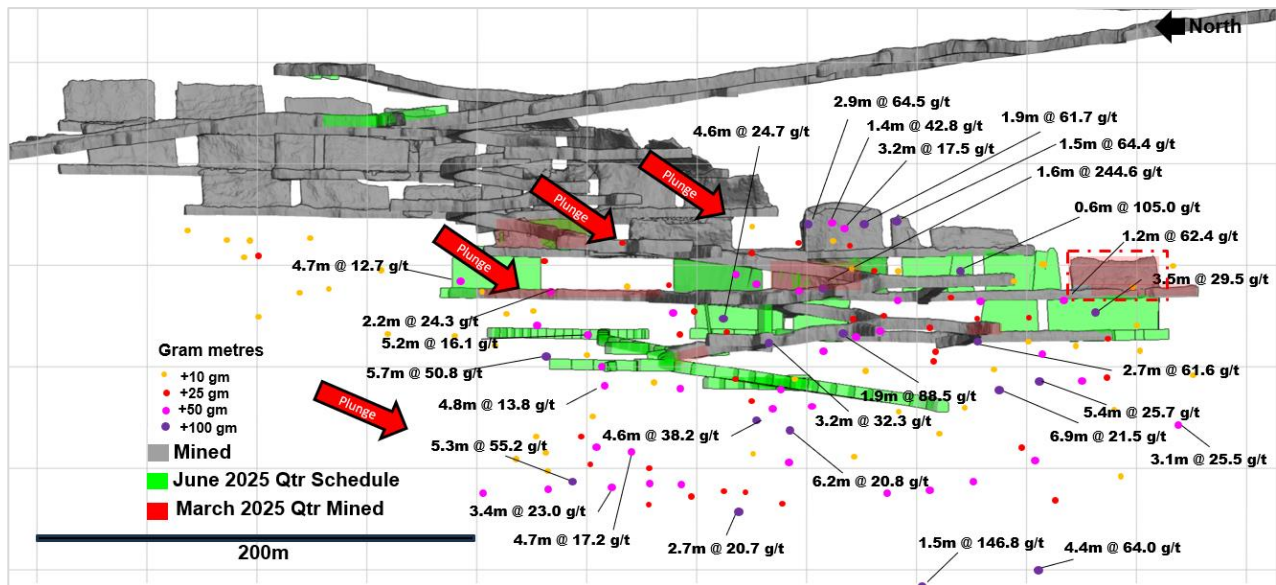 North
2.9m @ 64.5 g/t
1.4m @ 42.8 g/t
1.9m @ 61.7 g/t
4.6m @ 24.7 g/t
3.2m @ 17.5 g/t
1.5m @ 64.4 g/t
1.6m @ 244.6 g/t
Plunge
Plunge
0.6m @ 105.0 g/t
1.2m @ 62.4 g/t
Plunge
4.7m @ 12.7 g/t
3.5m @ 29.5 g/t
2.2m @ 24.3 g/t
5.2m @ 16.1 g/t
5.7m @ 50.8 g/t
2.7m @ 61.6 g/t
4.8m @ 13.8 g/t
1.9m @ 88.5 g/t
5.4m @ 25.7 g/t
3.2m @ 32.3 g/t
Plunge
4.6m @ 38.2 g/t
6.9m @ 21.5 g/t
5.3m @ 55.2 g/t
3.1m @ 25.5 g/t
6.2m @ 20.8 g/t
3.4m @ 23.0 g/t
4.7m @ 17.2 g/t
2.7m @ 20.7 g/t
1.5m @ 146.8 g/t
4.4m @ 64.0 g/t
Gram metres
+10 gm
+25 gm
+50 gm
+100 gm
Mined
June 2025 Qtr Schedule
March 2025 Qtr Mined
200m